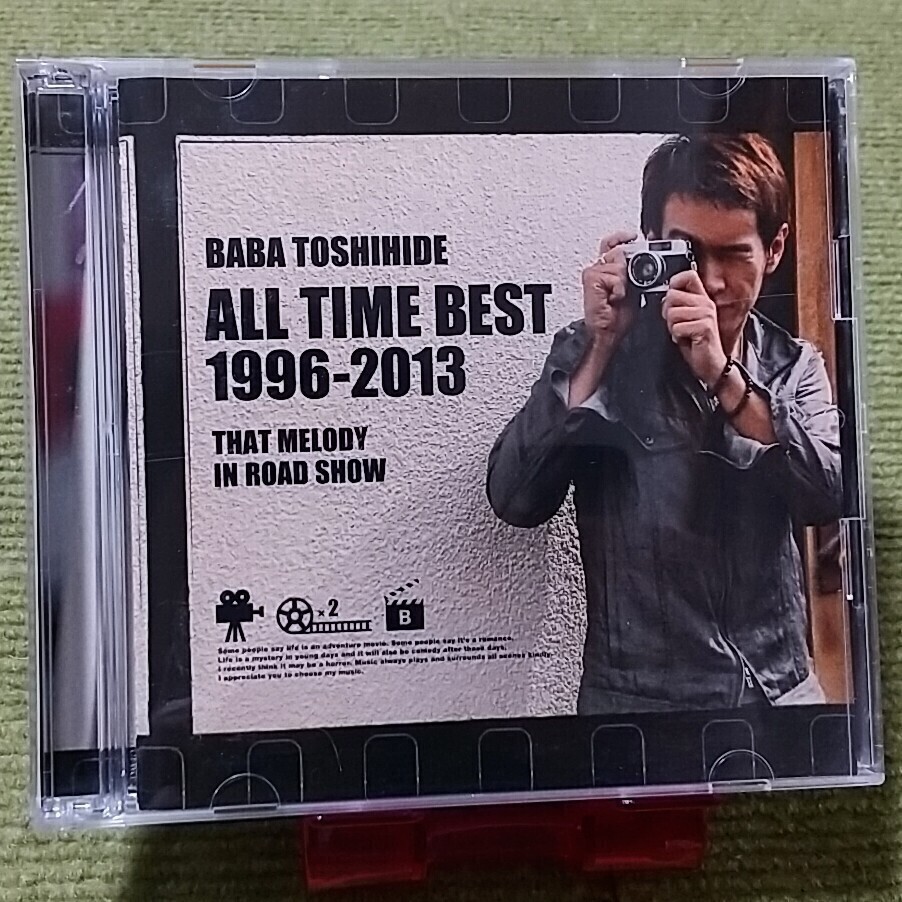 BABA TOSHIHIDE
ALL TIME BEST
1996-2013
THAT MELODY
IN ROAD SHOW
×2
B
Some people say life is an adventure movie. Some people say it's a romance.
Life is a mystery in young days and it will also be comedy after those days.
I recently think it may be a horror. Music always plays and surrounds all scenes kindly.
I appreciate you to choose my music.